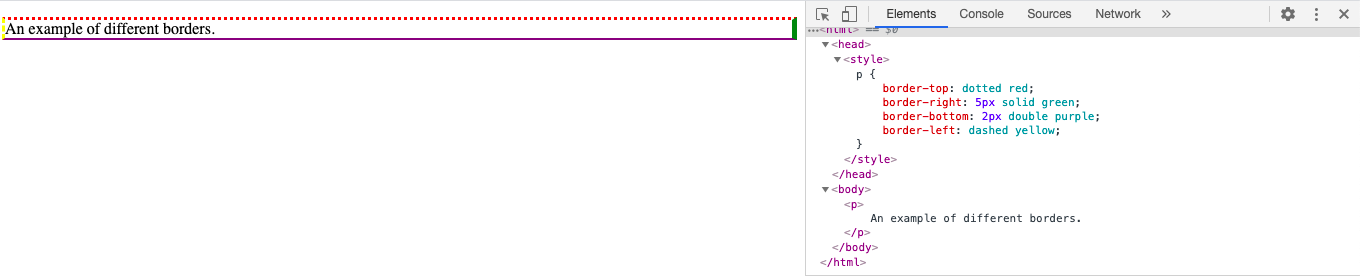 An example of different borders.
Elements Console Sources Network »
…<html> == $0
<head>
<style>
p {
border-top: dotted red;
border-right: 5px solid green;
border-bottom: 2px double purple;
border-left: dashed yellow;
}
</style>
</head>
<body>
<p>
An example of different borders.
</p>
</body>
</html>